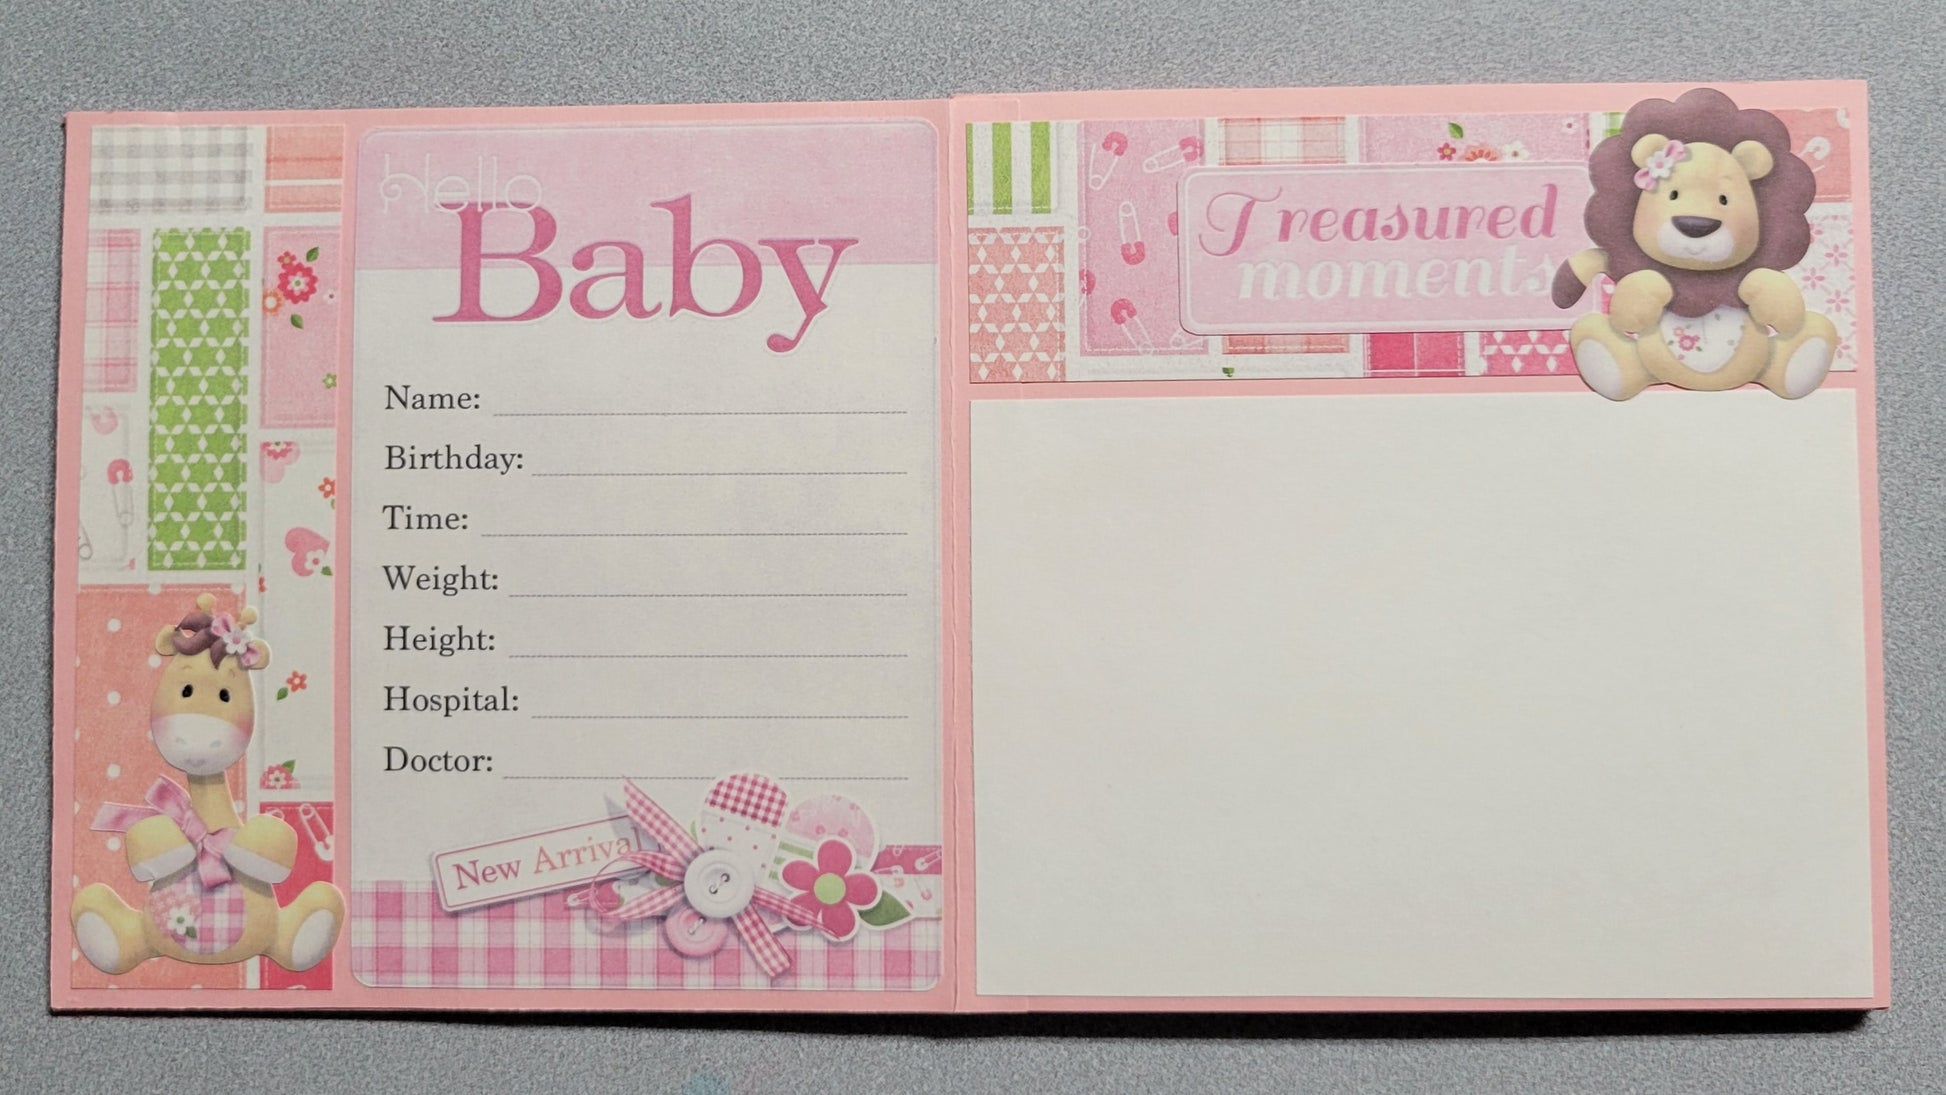 Hello
Baby
Name:
Birthday:
Time:
Weight:
Height:
Hospital:
Doctor:
New Arrival
Treasured
moments